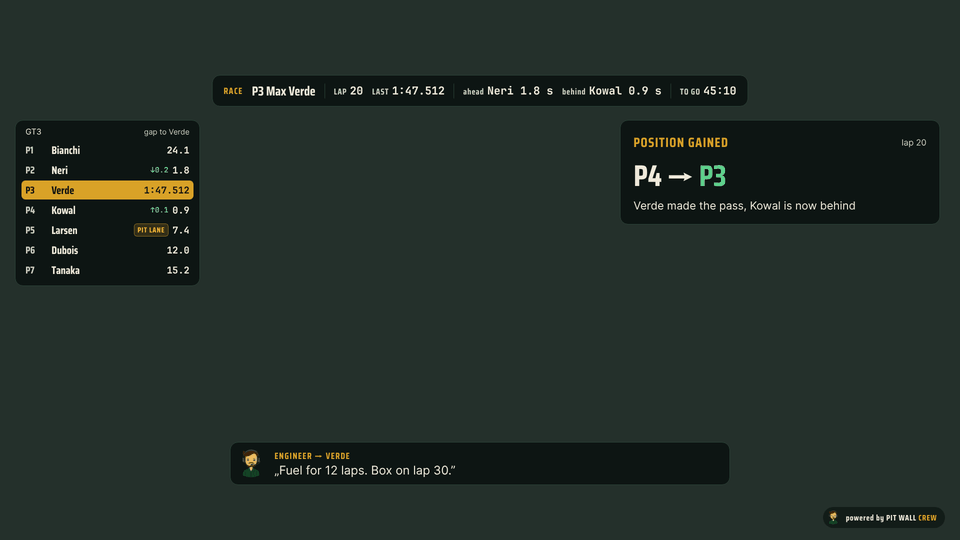 RACE P3 Max Verde LAP 20 LAST 1:47.512 ahead Neri 1.8 s behind Kowal 0.9 s TO GO 45:10
GT3 gap to Verde
P1 Bianchi 24.1
P2 Neri ↓0.2 1.8
P3 Verde 1:47.512
P4 Kowal ↑0.1 0.9
P5 Larsen PIT LANE 7.4
P6 Dubois 12.0
P7 Tanaka 15.2
POSITION GAINED lap 20
P4 → P3
Verde made the pass, Kowal is now behind
ENGINEER — VERDE
„Fuel for 12 laps. Box on lap 30.”
powered by PIT WALL CREW